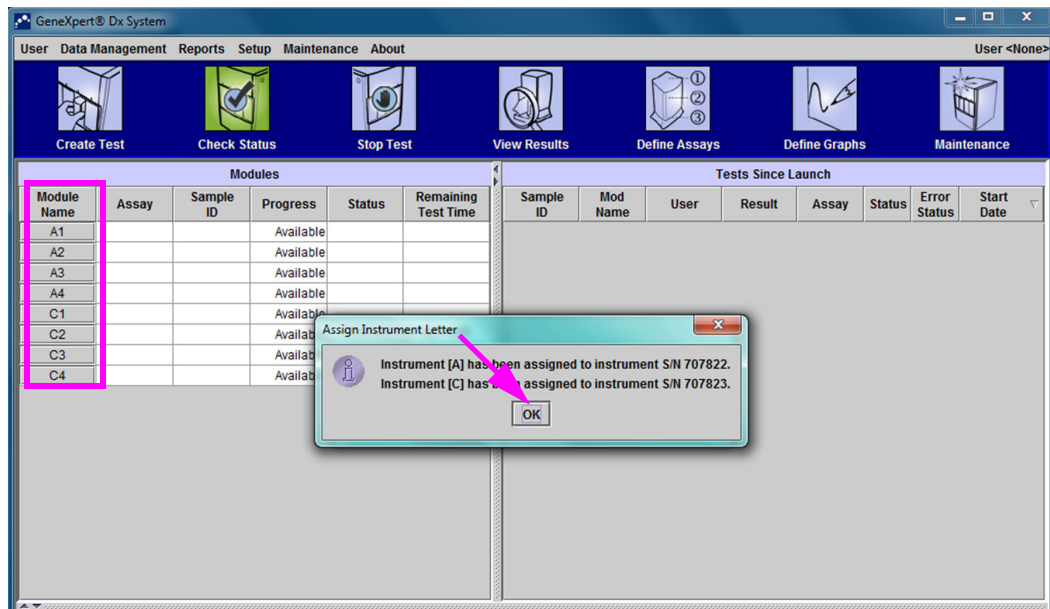 GeneXpert® Dx System
User Data Management Reports Setup Maintenance About User <None>
① ② ③
Create Test Check Status Stop Test View Results Define Assays Define Graphs Maintenance
Modules Tests Since Launch
Module Name Assay Sample ID Progress Status Remaining Test Time Sample ID Mod Name User Result Assay Status Error Status Start Date
A1 Available
A2 Available
A3 Available
A4 Available
C1
C2
C3
C4
Assign Instrument Letter
Instrument [A] has been assigned to instrument S/N 707822.
Instrument [C] has been assigned to instrument S/N 707823.
OK